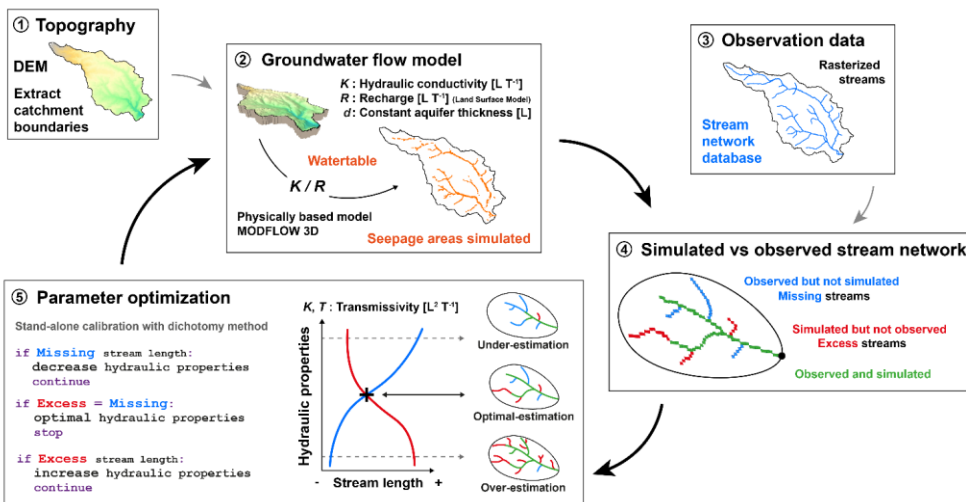 ① Topography
DEM
Extract
catchment
boundaries
② Groundwater flow model
K : Hydraulic conductivity [L T⁻¹]
R : Recharge [L T⁻¹] (Land Surface Model)
d : Constant aquifer thickness [L]
Watertable
K / R
Physically based model
MODFLOW 3D
Seepage areas simulated
③ Observation data
Rasterized
streams
Stream
network
database
④ Simulated vs observed stream network
Observed but not simulated
Missing streams
Simulated but not observed
Excess streams
Observed and simulated
⑤ Parameter optimization
Stand-alone calibration with dichotomy method
if Missing stream length:
decrease hydraulic properties
continue
if Excess = Missing:
optimal hydraulic properties
stop
if Excess stream length:
increase hydraulic properties
continue
K, T : Transmissivity [L² T⁻¹]
Hydraulic properties
- Stream length +
Under-estimation
Optimal-estimation
Over-estimation